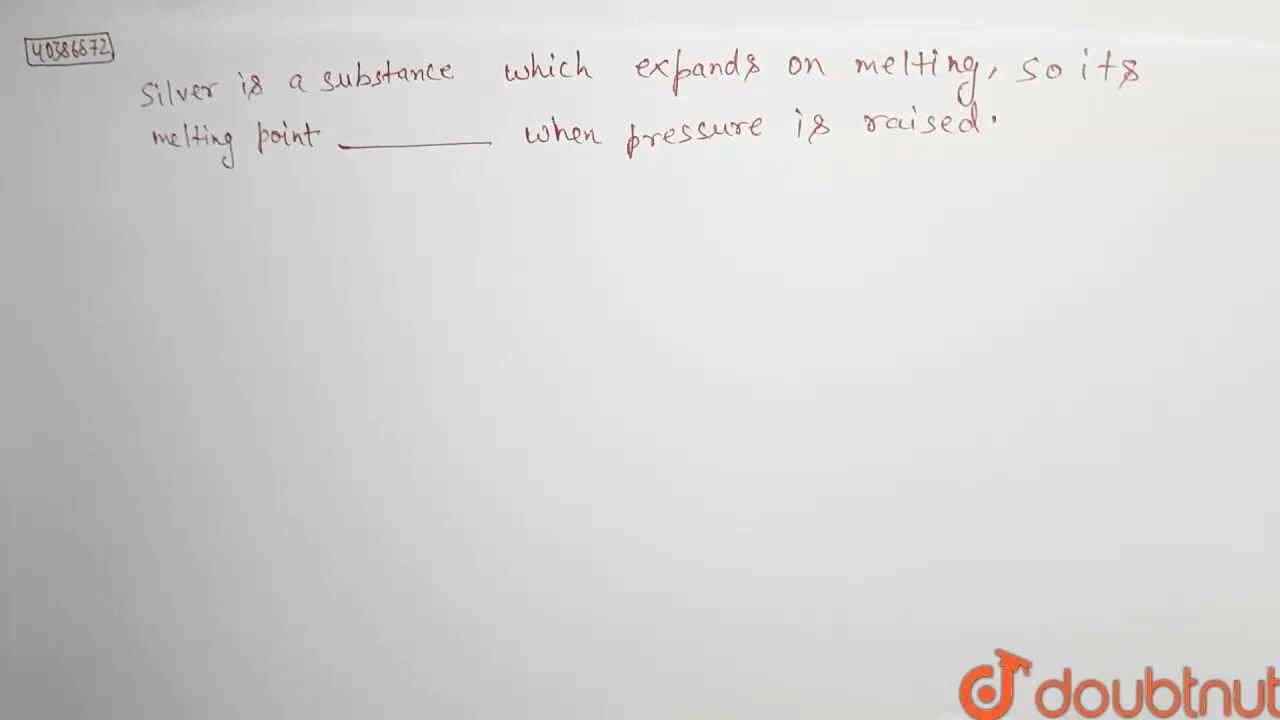 40386872
Silver is a substance which expands on melting, so its
melting point ________ when pressure is raised.
doubtnut